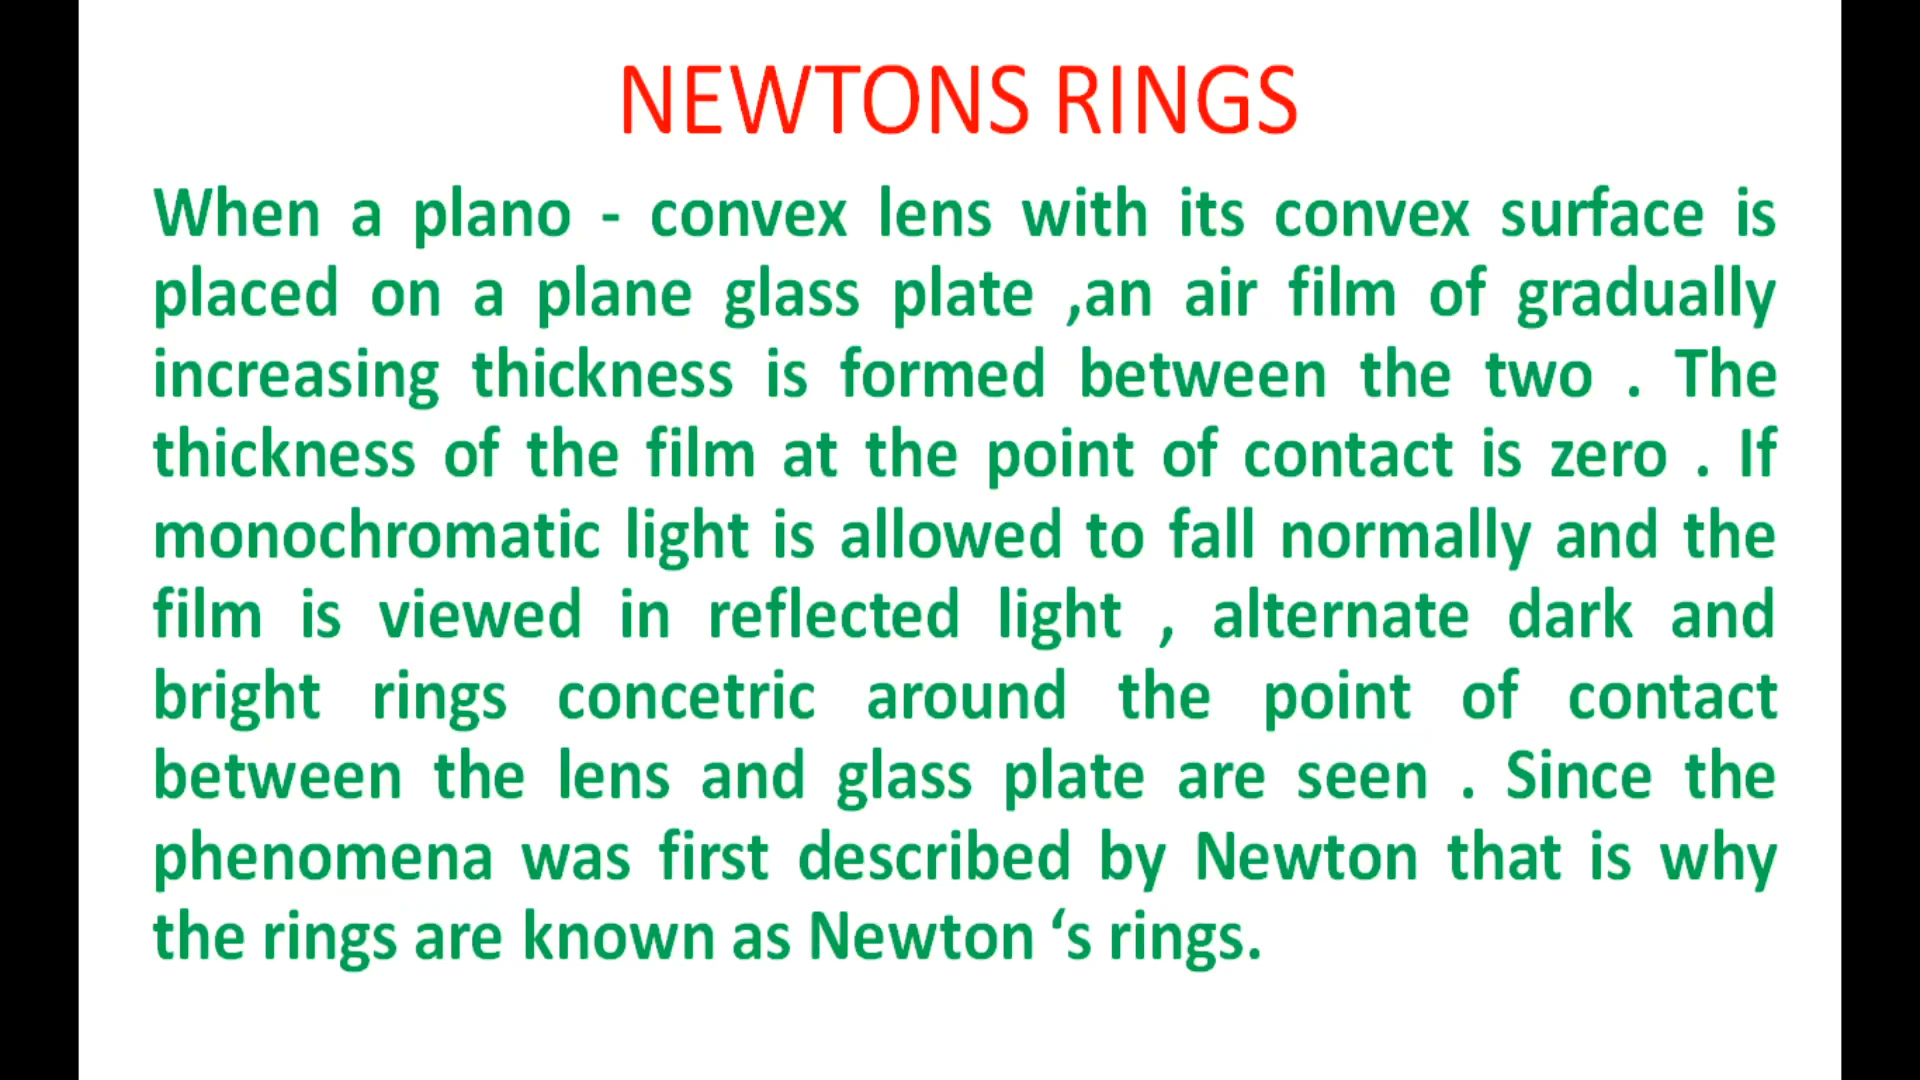 NEWTONS RINGS
When a plano - convex lens with its convex surface is
placed on a plane glass plate ,an air film of gradually
increasing thickness is formed between the two . The
thickness of the film at the point of contact is zero . If
monochromatic light is allowed to fall normally and the
film is viewed in reflected light , alternate dark and
bright rings concetric around the point of contact
between the lens and glass plate are seen . Since the
phenomena was first described by Newton that is why
the rings are known as Newton ‘s rings.